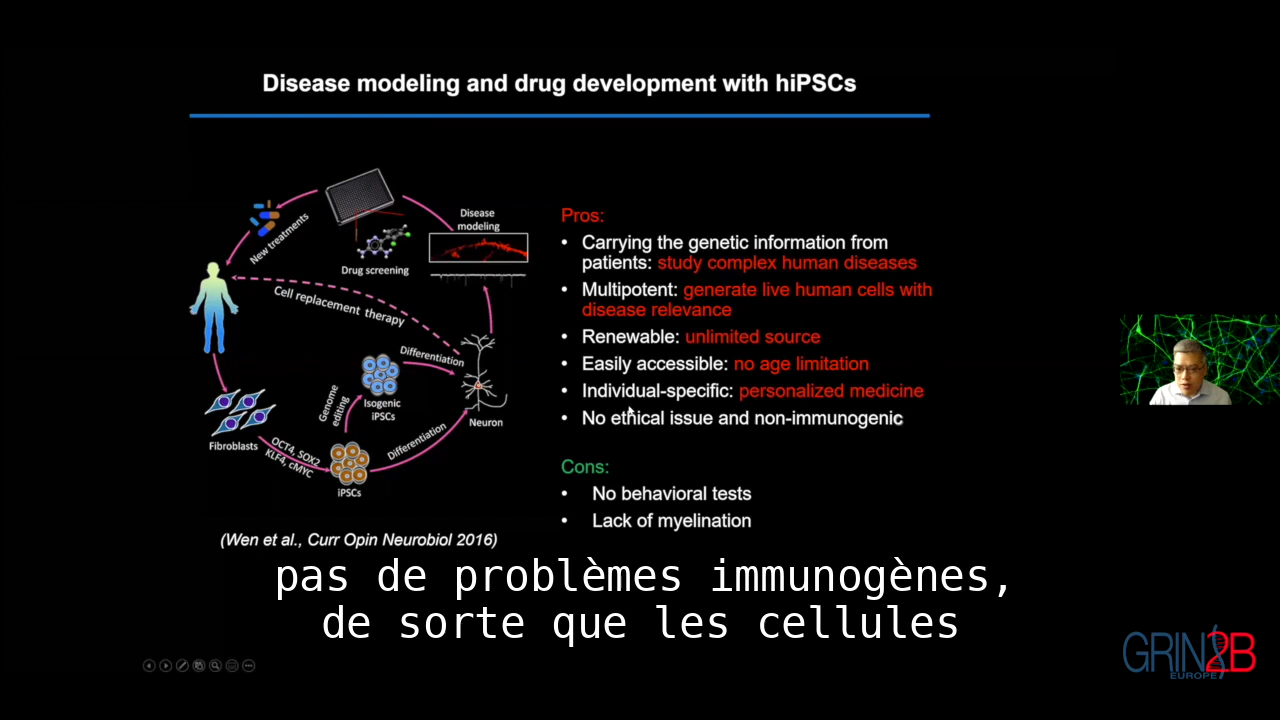 Disease modeling and drug development with hiPSCs
New treatments
Drug screening
Disease
modeling
Cell replacement therapy
Differentiation
Genome
editing
Isogenic
iPSCs
Neuron
Fibroblasts
OCT4, SOX2
KLF4, cMYC
Differentiation
iPSCs
(Wen et al., Curr Opin Neurobiol 2016)
Pros:
• Carrying the genetic information from
patients: study complex human diseases
• Multipotent: generate live human cells with
disease relevance
• Renewable: unlimited source
• Easily accessible: no age limitation
• Individual-specific: personalized medicine
• No ethical issue and non-immunogenic
Cons:
• No behavioral tests
• Lack of myelination
pas de problèmes immunogènes,
de sorte que les cellules
GRIN2B
EUROPE